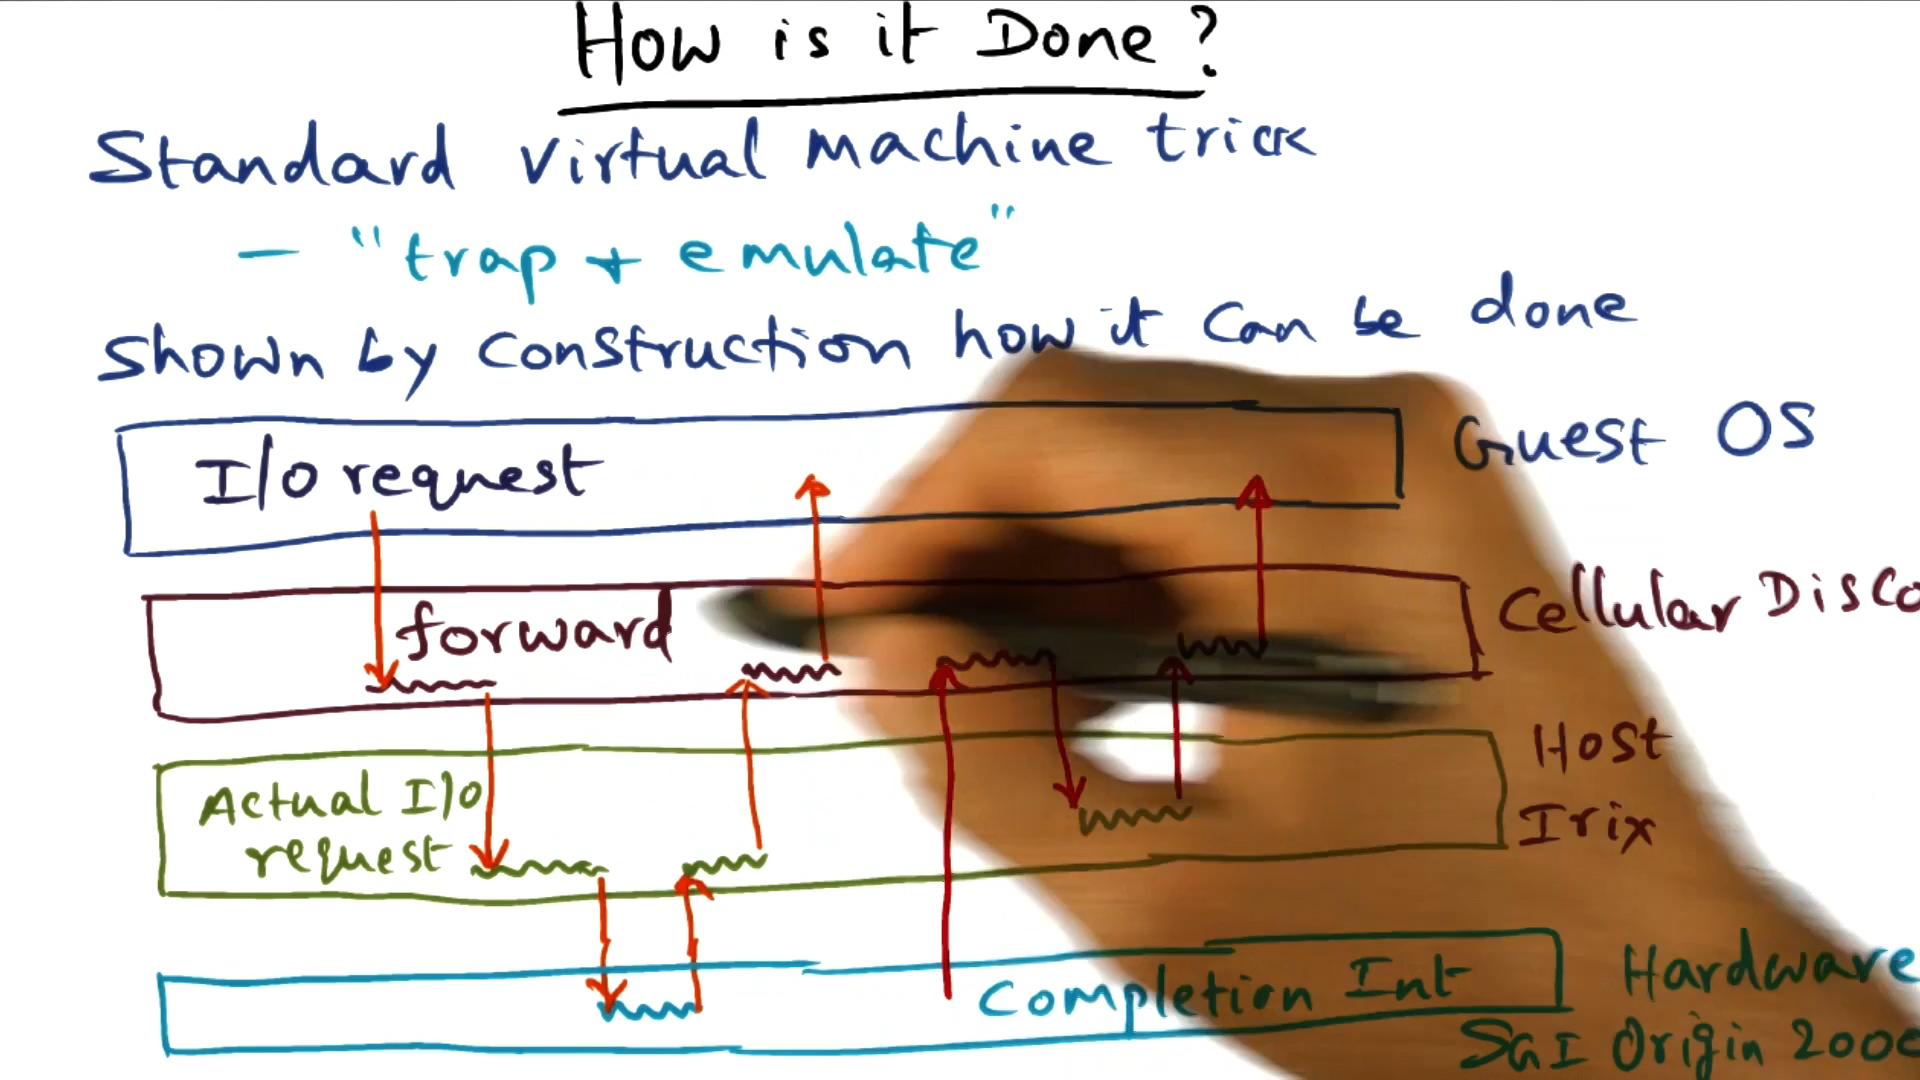 How is it Done?
Standard virtual machine trick
- "trap + emulate"
Shown by construction how it can be done
I/O request
Guest OS
forward
Cellular Disco
Actual I/O
request
Host
Irix
Completion Int
Hardware
SGI Origin 2000